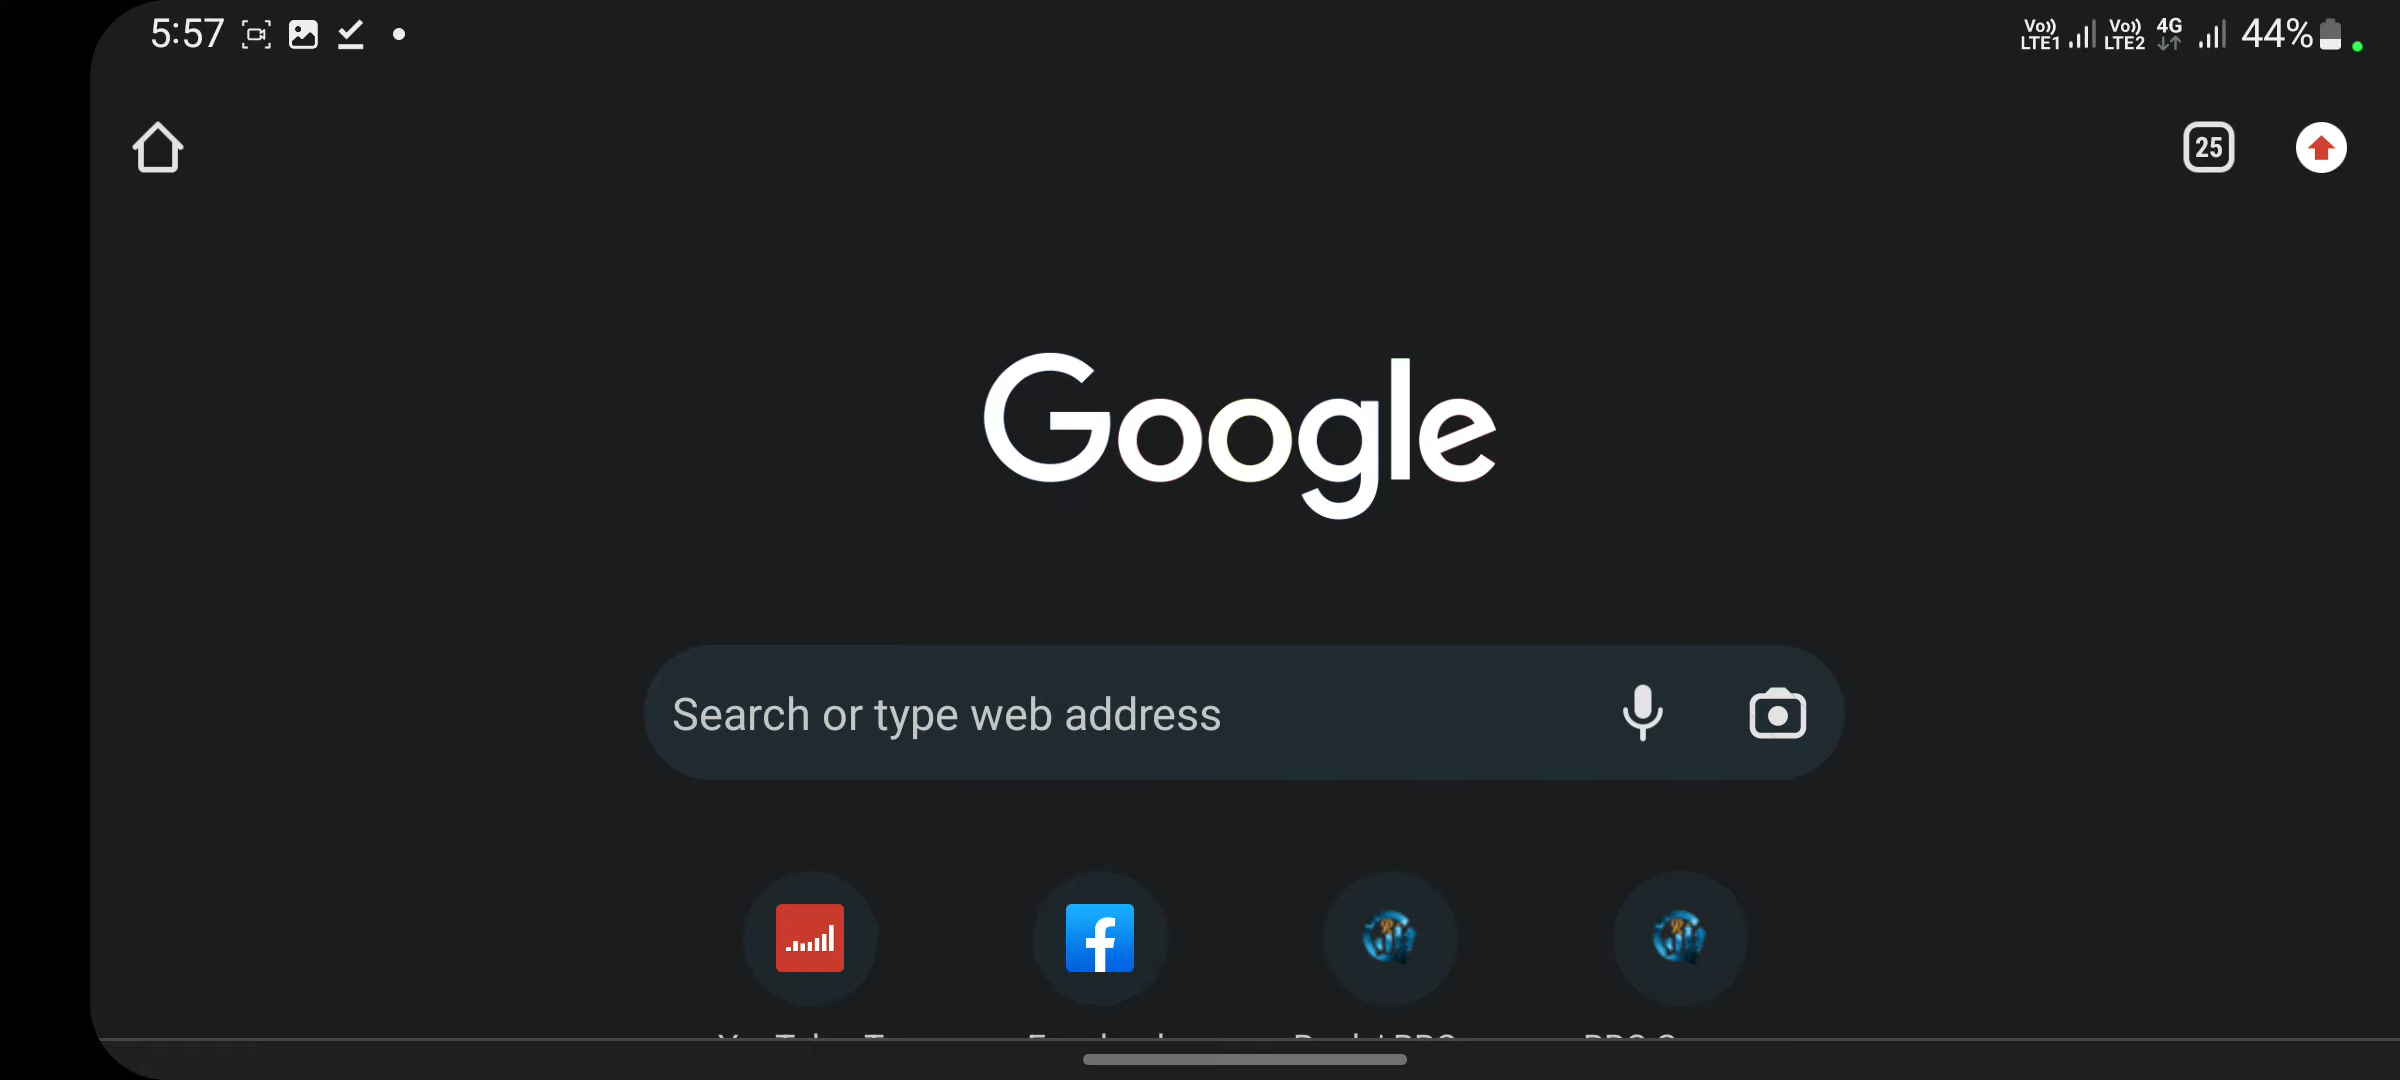 5:57
Vo)) LTE1 Vo)) LTE2 4G 44%
25
Google
Search or type web address